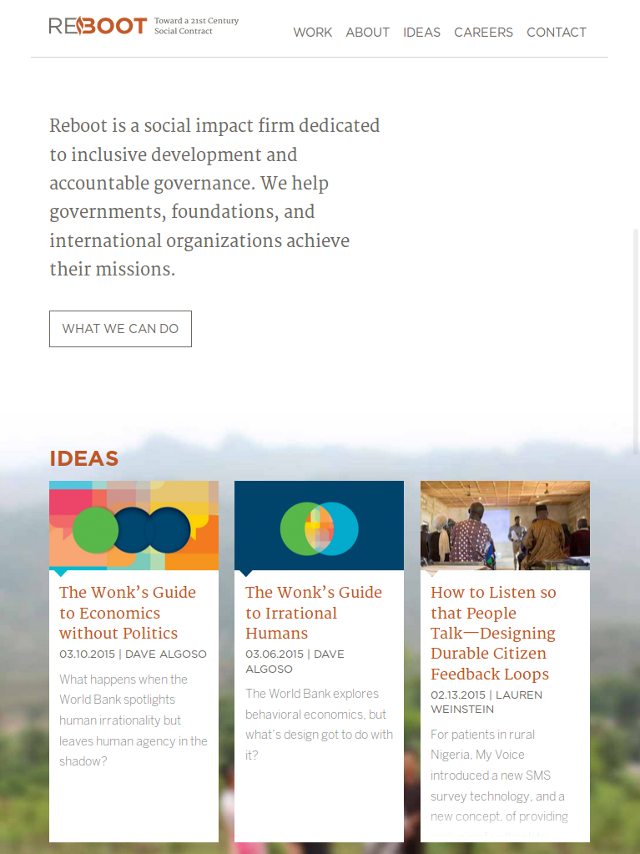 REBOOT
Toward a 21st Century
Social Contract
WORK ABOUT IDEAS CAREERS CONTACT
Reboot is a social impact firm dedicated
to inclusive development and
accountable governance. We help
governments, foundations, and
international organizations achieve
their missions.
WHAT WE CAN DO
IDEAS
The Wonk's Guide
to Economics
without Politics
03.10.2015 | DAVE ALGOSO
What happens when the
World Bank spotlights
human irrationality but
leaves human agency in the
shadow?
The Wonk's Guide
to Irrational
Humans
03.06.2015 | DAVE
ALGOSO
The World Bank explores
behavioral economics, but
what's design got to do with
it?
How to Listen so
that People
Talk—Designing
Durable Citizen
Feedback Loops
02.13.2015 | LAUREN
WEINSTEIN
For patients in rural
Nigeria, My Voice
introduced a new SMS
survey technology, and a
new concept, of providing